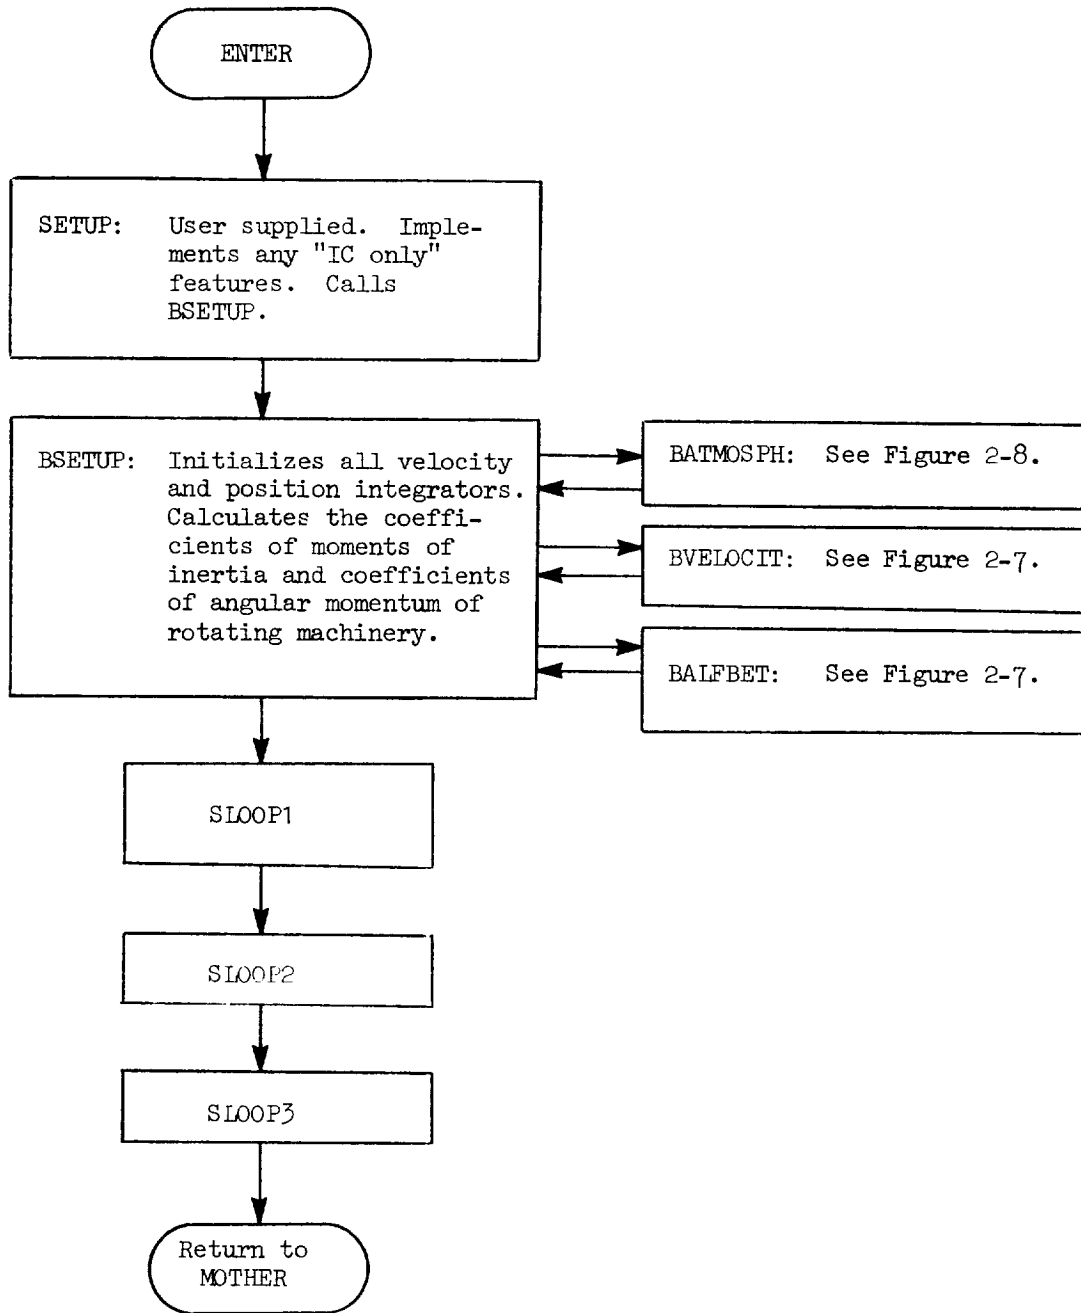 ENTER
SETUP: User supplied. Imple-
ments any "IC only"
features. Calls
BSETUP.
BSETUP: Initializes all velocity
and position integrators.
Calculates the coeffi-
cients of moments of
inertia and coefficients
of angular momentum of
rotating machinery.
BATMOSPH: See Figure 2-8.
BVELOCIT: See Figure 2-7.
BALFBET: See Figure 2-7.
SLOOP1
SLOOP2
SLOOP3
Return to
MOTHER